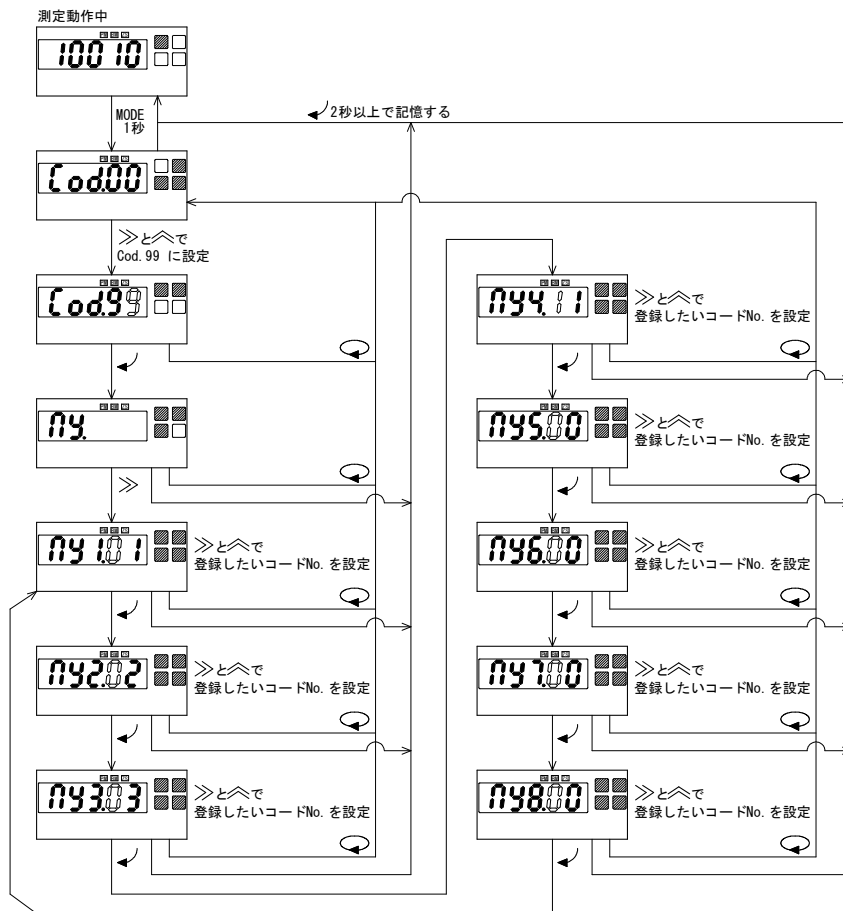 測定動作中
10010
MODE
1秒
2秒以上で記憶する
Cod.00
≫と︽で
Cod.99 に設定
Cod.99
My.
≫
My1.01
≫と︽で
登録したいコードNo. を設定
My2.02
≫と︽で
登録したいコードNo. を設定
My3.03
≫と︽で
登録したいコードNo. を設定
My4.11
≫と︽で
登録したいコードNo. を設定
My5.00
≫と︽で
登録したいコードNo. を設定
My6.00
≫と︽で
登録したいコードNo. を設定
My7.00
≫と︽で
登録したいコードNo. を設定
My8.00
≫と︽で
登録したいコードNo. を設定